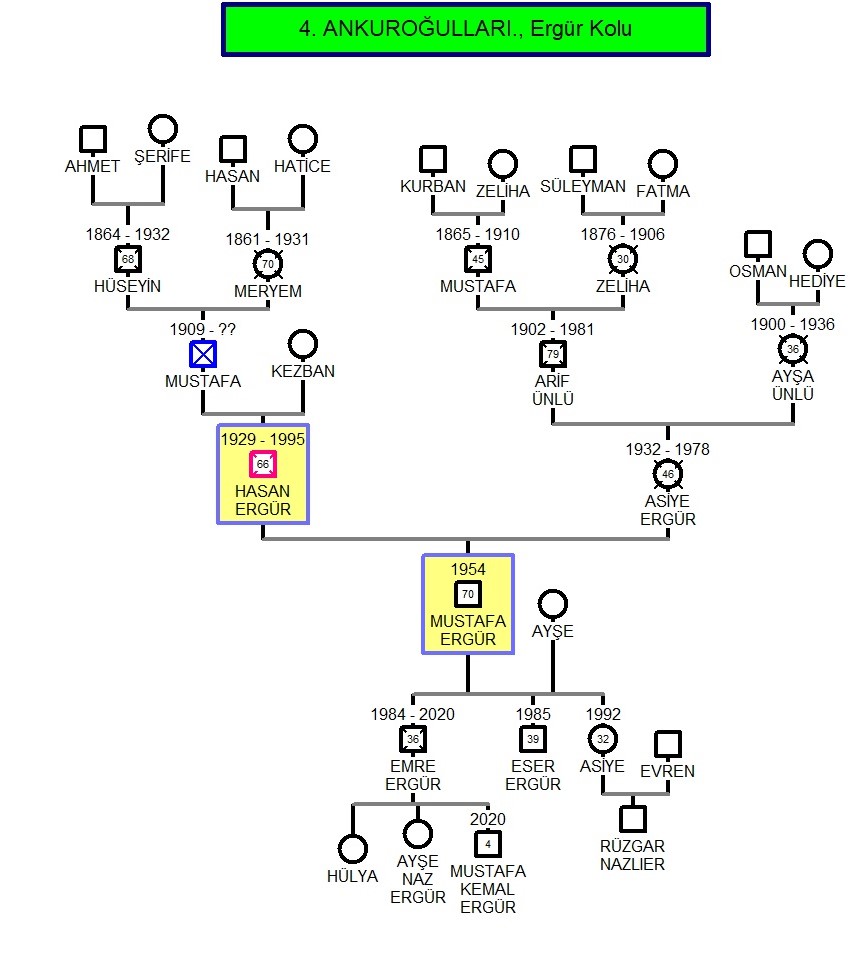 4. ANKUROĞULLARI., Ergür Kolu
AHMET
ŞERİFE
HASAN
HATİCE
KURBAN
ZELİHA
SÜLEYMAN
FATMA
1864 - 1932
68
HÜSEYİN
1861 - 1931
70
MERYEM
1865 - 1910
45
MUSTAFA
1876 - 1906
30
ZELİHA
OSMAN
HEDİYE
1909 - ??
MUSTAFA
KEZBAN
1902 - 1981
79
ARİF
ÜNLÜ
1900 - 1936
36
AYŞA
ÜNLÜ
1929 - 1995
66
HASAN
ERGÜR
1932 - 1978
46
ASİYE
ERGÜR
1954
70
MUSTAFA
ERGÜR
AYŞE
1984 - 2020
36
EMRE
ERGÜR
1985
39
ESER
ERGÜR
1992
32
ASİYE
EVREN
HÜLYA
AYŞE
NAZ
ERGÜR
2020
4
MUSTAFA
KEMAL
ERGÜR
RÜZGAR
NAZLIER